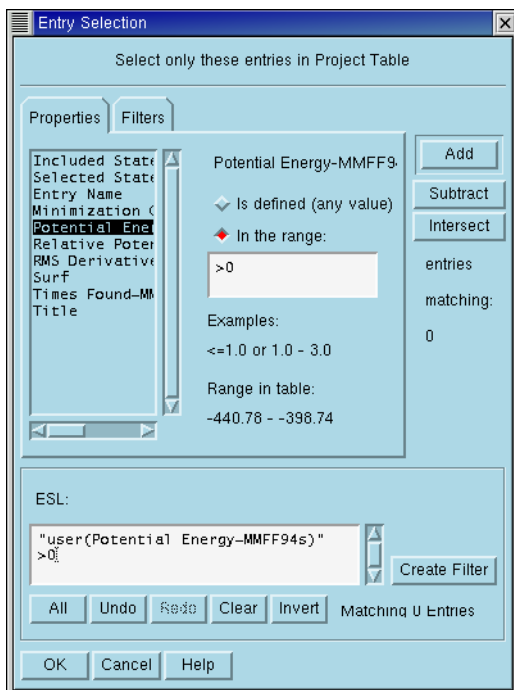 Entry Selection
Select only these entries in Project Table
Properties
Filters
Included State
Selected State
Entry Name
Minimization
Potential Ener
Relative Poter
RMS Derivative
Surf
Times Found-MM
Title
Potential Energy-MMFF9
Is defined (any value)
In the range:
>0
Examples:
<=1.0 or 1.0 - 3.0
Range in table:
-440.78 - -398.74
Add
Subtract
Intersect
entries
matching:
0
ESL:
"user(Potential Energy-MMFF94s)"
>0
Create Filter
All
Undo
Redo
Clear
Invert
Matching 0 Entries
OK
Cancel
Help